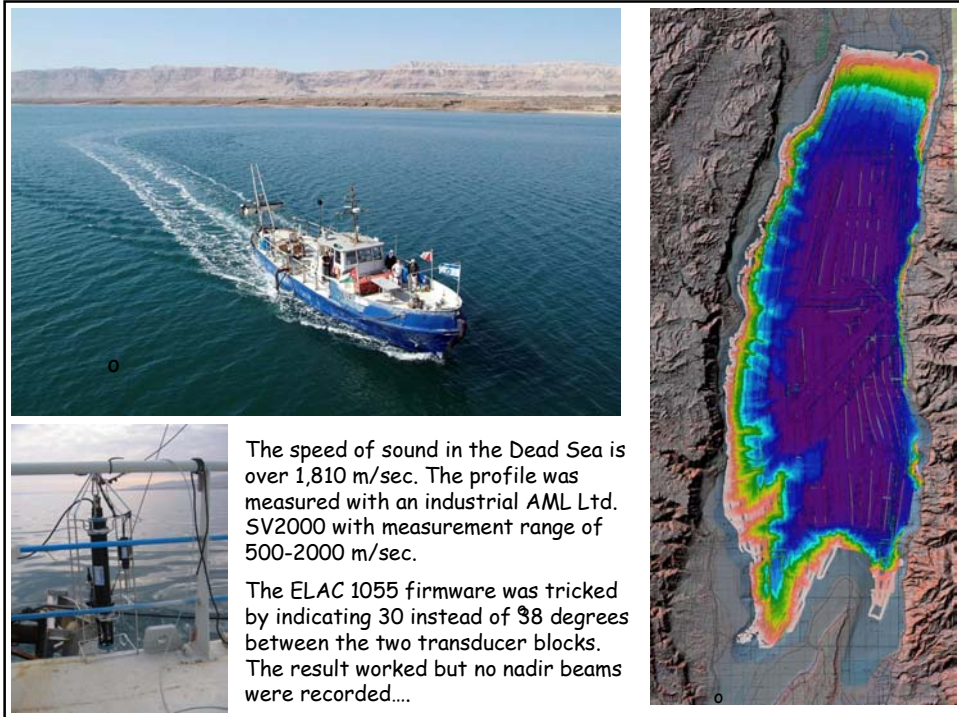 The speed of sound in the Dead Sea is
over 1,810 m/sec. The profile was
measured with an industrial AML Ltd.
SV2000 with measurement range of
500-2000 m/sec.
The ELAC 1055 firmware was tricked
by indicating 30 instead of 38 degrees
between the two transducer blocks.
The result worked but no nadir beams
were recorded....
o
o